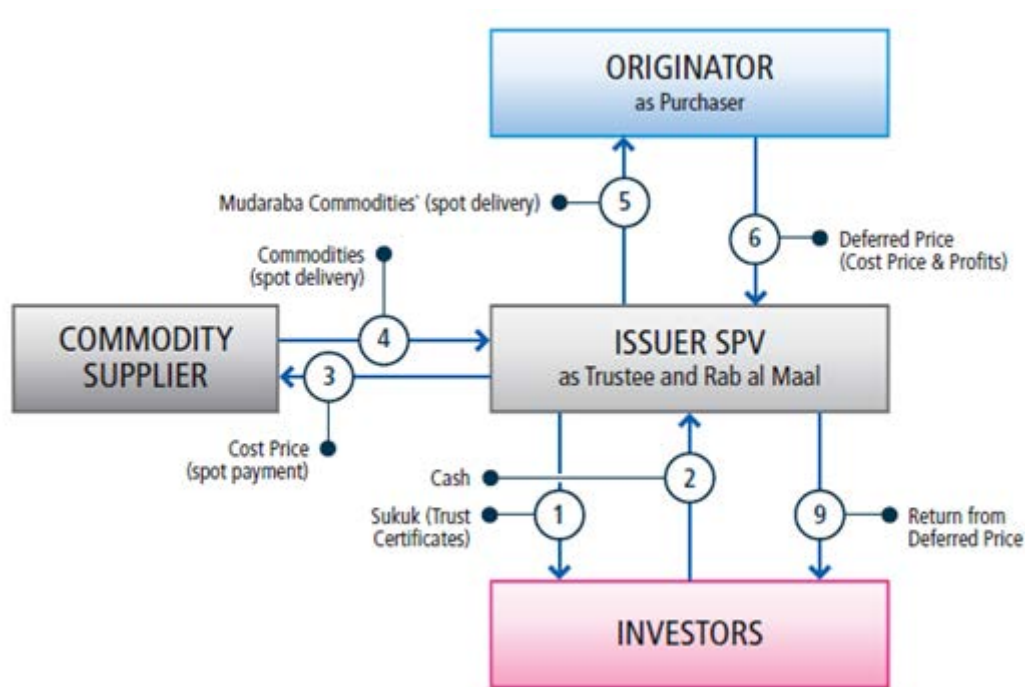 ORIGINATOR
as Purchaser
Mudaraba Commodities' (spot delivery)
5
6
Deferred Price
(Cost Price & Profits)
Commodities
(spot delivery)
COMMODITY
SUPPLIER
4
3
ISSUER SPV
as Trustee and Rab al Maal
Cost Price
(spot payment)
Cash
2
Sukuk (Trust
Certificates)
1
9
Return from
Deferred Price
INVESTORS